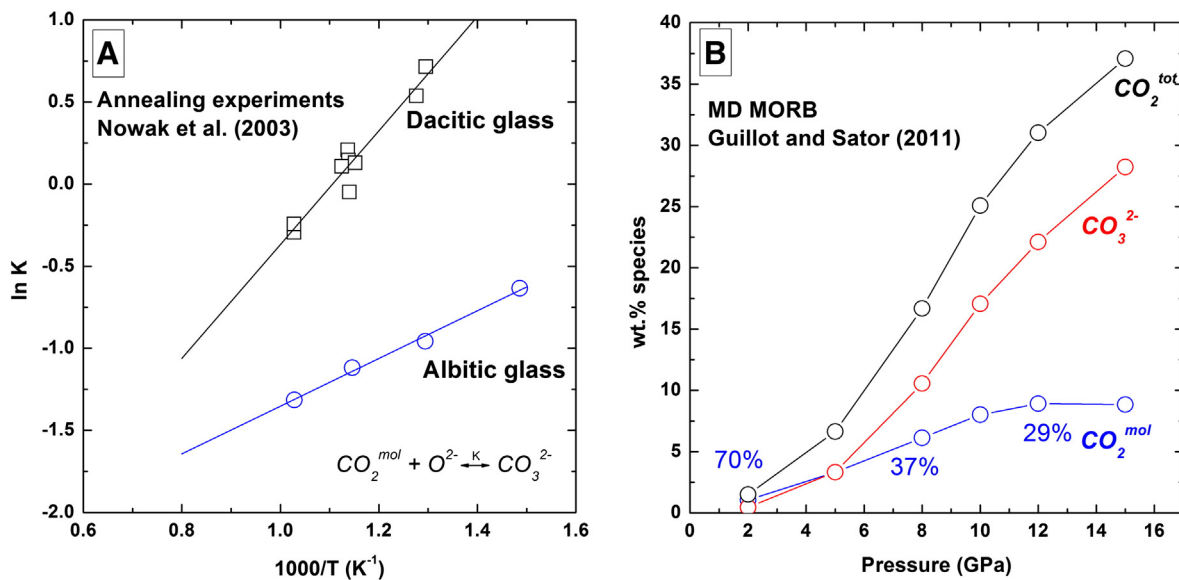 A
Annealing experiments
Nowak et al. (2003)
Dacitic glass
Albitic glass
CO₂ᵐᵒˡ + O²⁻ ⟷ CO₃²⁻
K
ln K
1.0
0.5
0.0
-0.5
-1.0
-1.5
-2.0
0.6 0.8 1.0 1.2 1.4 1.6
1000/T (K⁻¹)
B
MD MORB
Guillot and Sator (2011)
CO₂ᵗᵒᵗ
CO₃²⁻
CO₂ᵐᵒˡ
70%
37%
29%
wt.% species
40
35
30
25
20
15
10
5
0
0 2 4 6 8 10 12 14 16
Pressure (GPa)